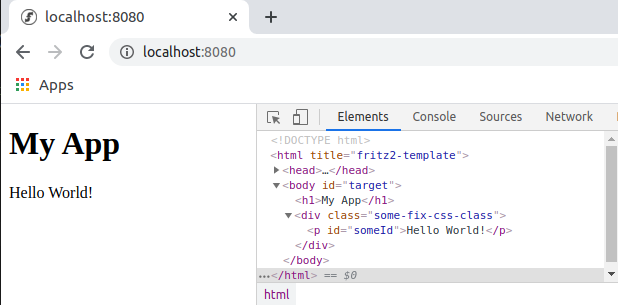 localhost:8080
localhost:8080
Apps
My App
Hello World!
Elements Console Sources Network
<!DOCTYPE html>
<html title="fritz2-template">
<head>…</head>
<body id="target">
<h1>My App</h1>
<div class="some-fix-css-class">
<p id="someId">Hello World!</p>
</div>
</body>
…</html> == $0
html